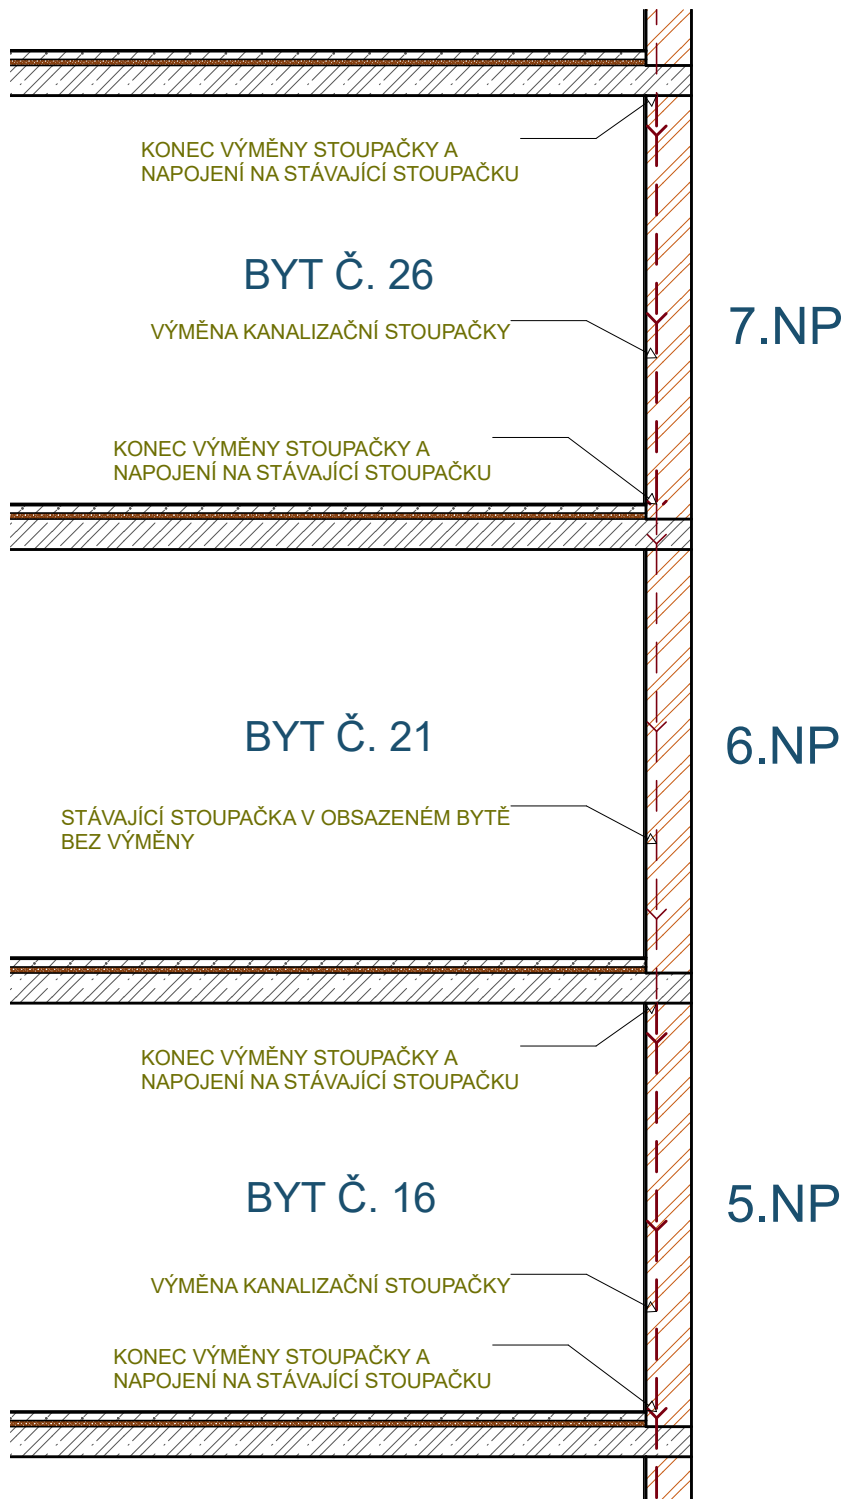 KONEC VÝMĚNY STOUPAČKY A
NAPOJENÍ NA STÁVAJÍCÍ STOUPAČKU
BYT Č. 26
7.NP
VÝMĚNA KANALIZAČNÍ STOUPAČKY
KONEC VÝMĚNY STOUPAČKY A
NAPOJENÍ NA STÁVAJÍCÍ STOUPAČKU
BYT Č. 21
6.NP
STÁVAJÍCÍ STOUPAČKA V OBSAZENÉM BYTĚ
BEZ VÝMĚNY
KONEC VÝMĚNY STOUPAČKY A
NAPOJENÍ NA STÁVAJÍCÍ STOUPAČKU
BYT Č. 16
5.NP
VÝMĚNA KANALIZAČNÍ STOUPAČKY
KONEC VÝMĚNY STOUPAČKY A
NAPOJENÍ NA STÁVAJÍCÍ STOUPAČKU